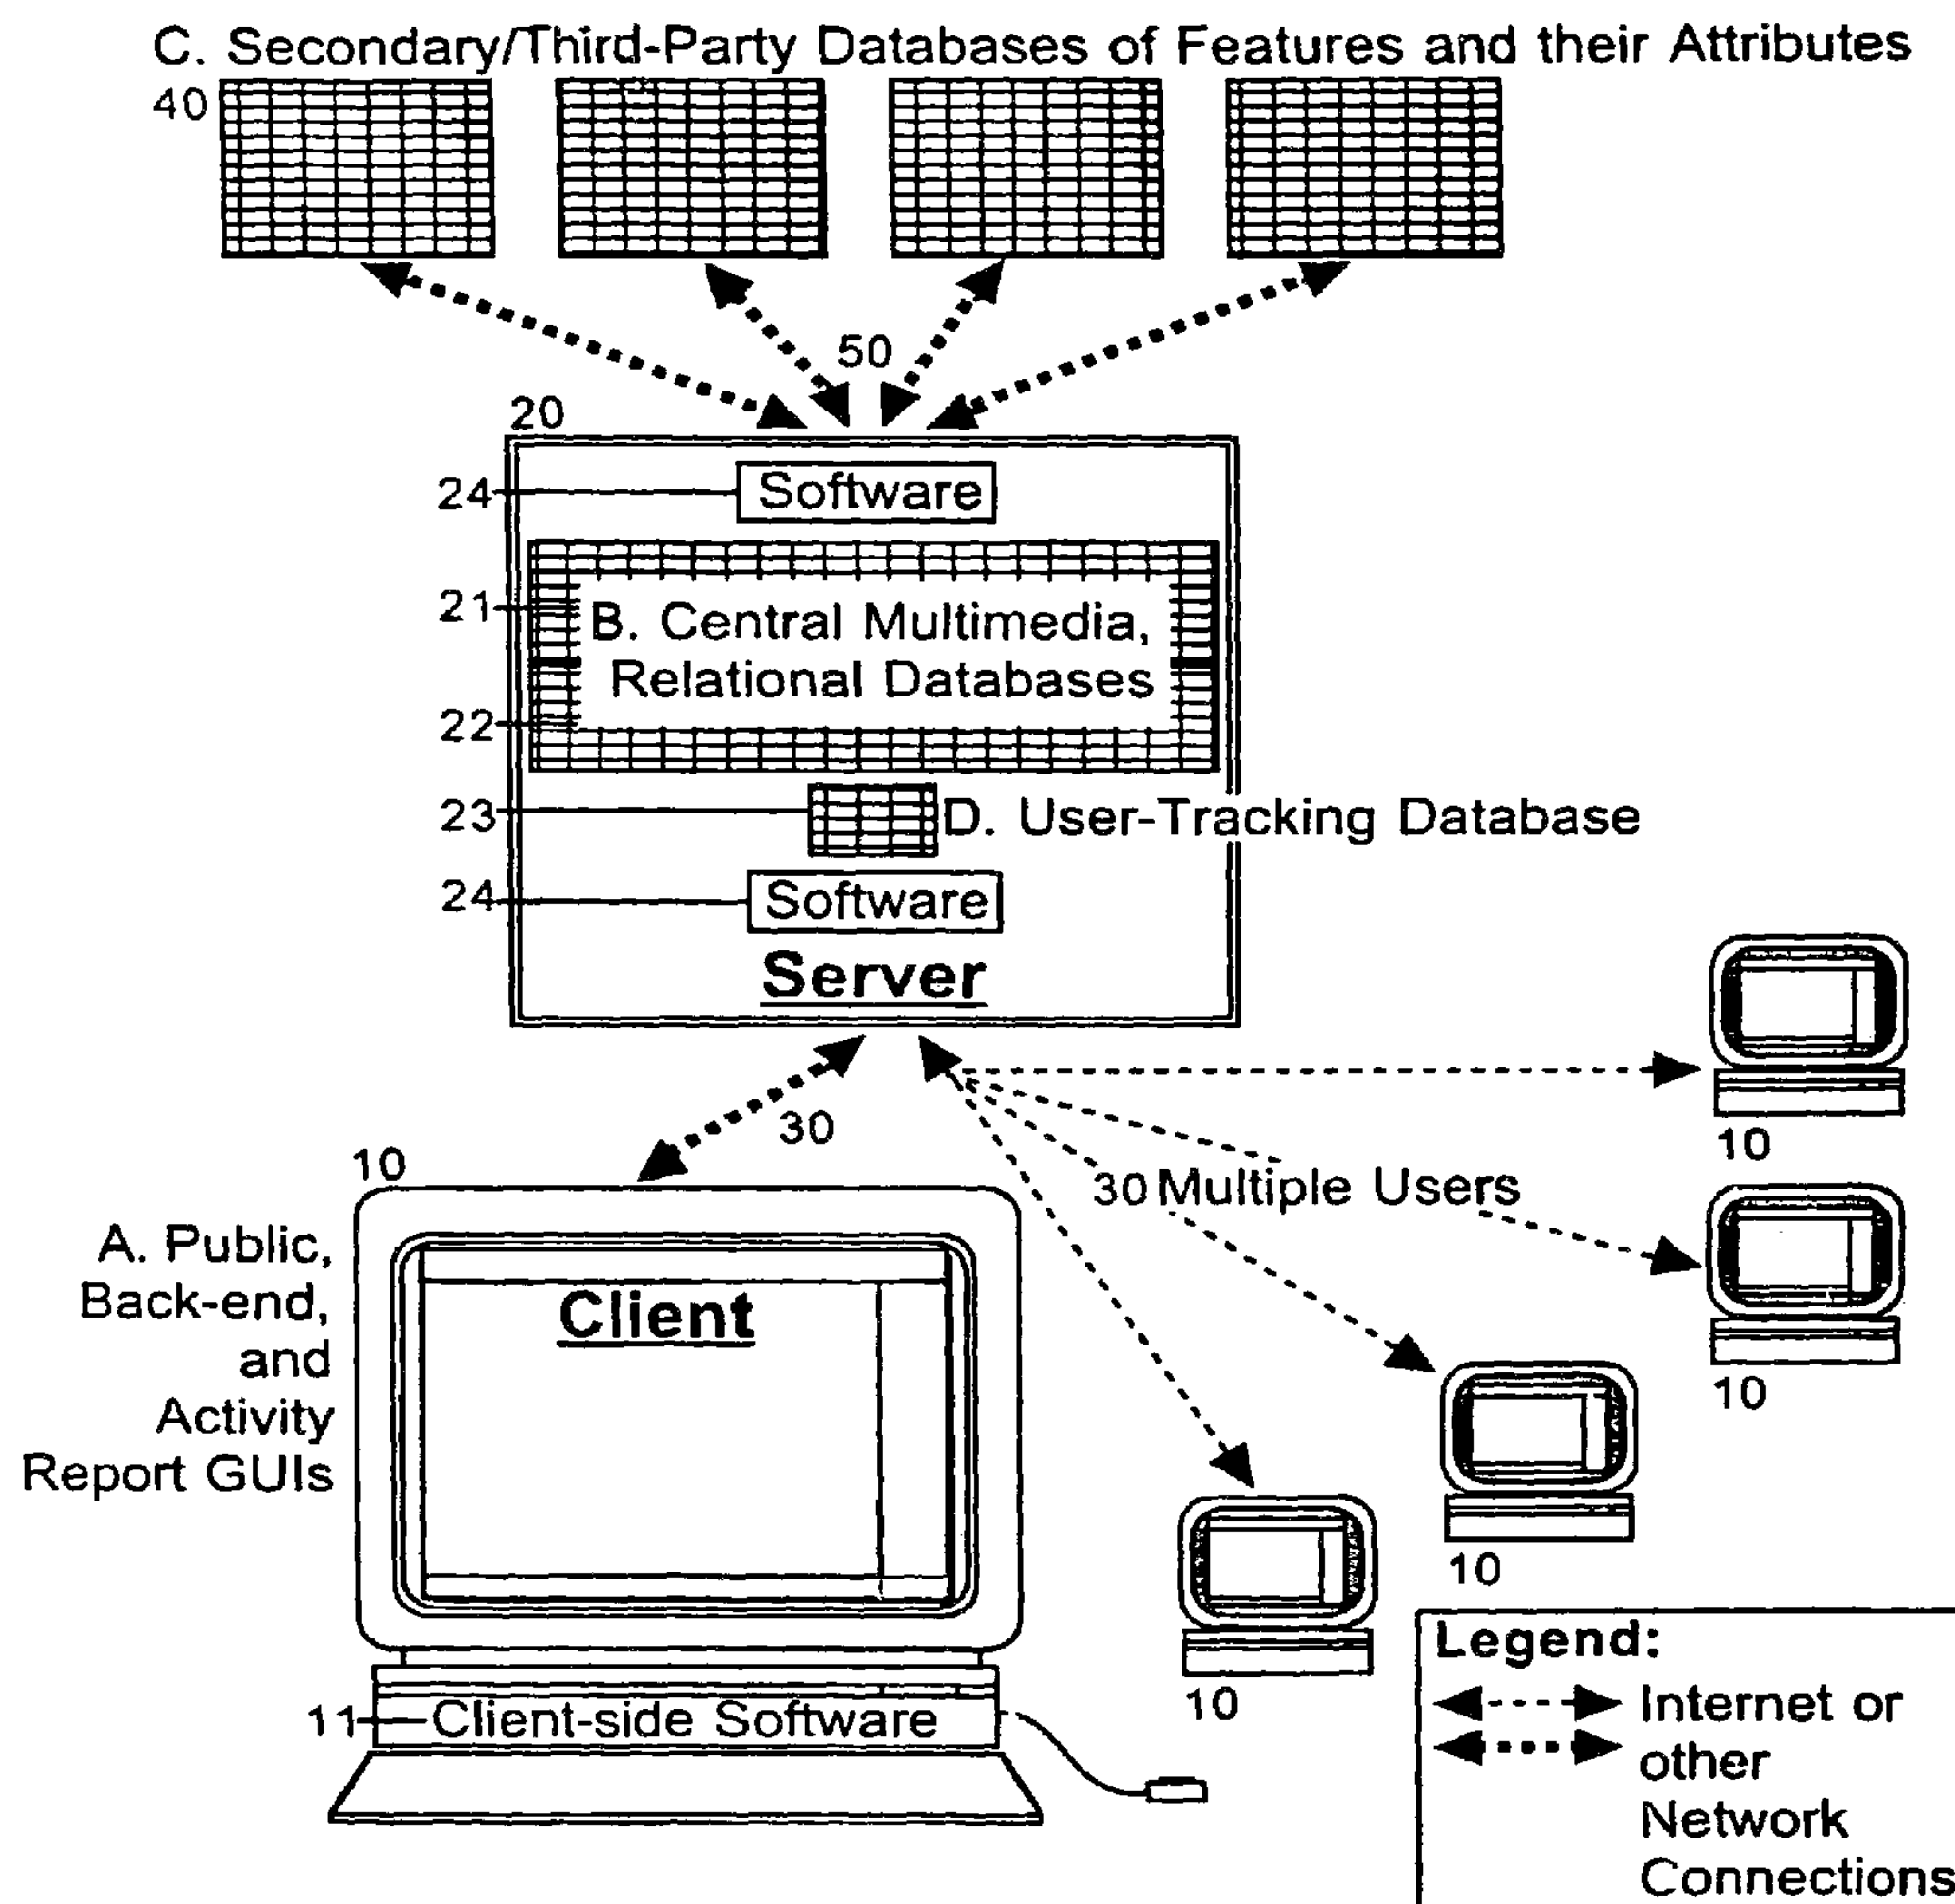 C. Secondary/Third-Party Databases of Features and their Attributes
40
50
20
24
Software
21
B. Central Multimedia,
Relational Databases
22
23
D. User-Tracking Database
24
Software
Server
30
10
10
30 Multiple Users
A. Public,
Back-end,
and
Activity
Report GUIs
Client
10
10
10
11
Client-side Software
Legend:
Internet or
other
Network
Connections